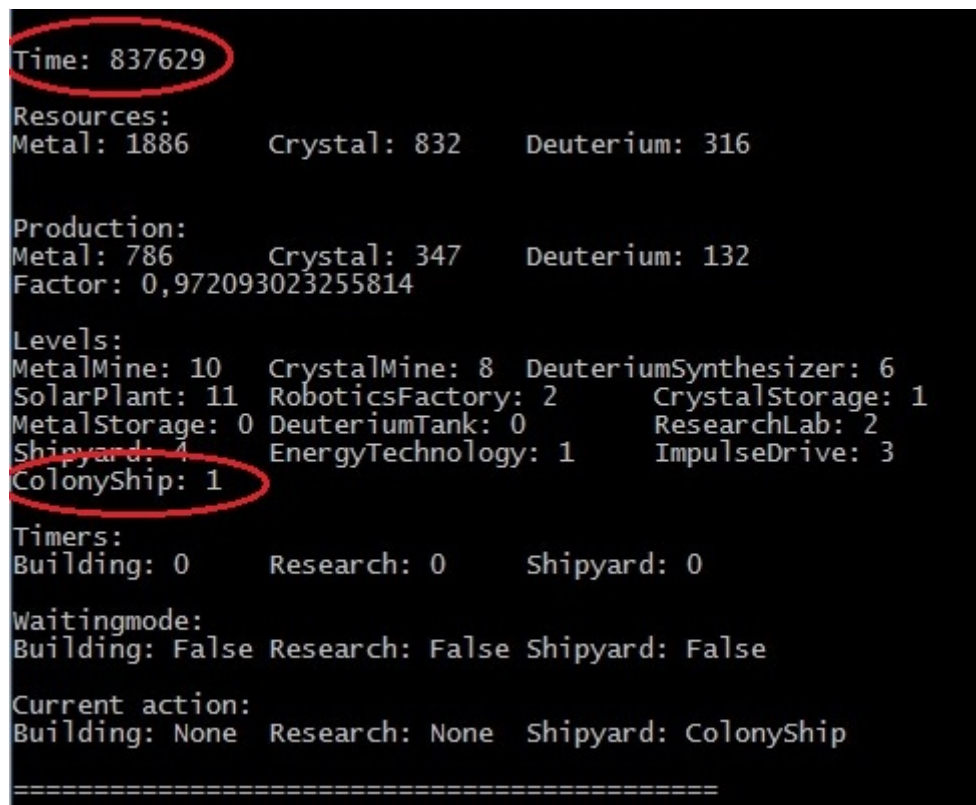 Time: 837629
Resources:
Metal: 1886 Crystal: 832 Deuterium: 316
Production:
Metal: 786 Crystal: 347 Deuterium: 132
Factor: 0,972093023255814
Levels:
MetalMine: 10 CrystalMine: 8 DeuteriumSynthesizer: 6
SolarPlant: 11 RoboticsFactory: 2 CrystalStorage: 1
MetalStorage: 0 DeuteriumTank: 0 ResearchLab: 2
Shipyard: 4 EnergyTechnology: 1 ImpulseDrive: 3
ColonyShip: 1
Timers:
Building: 0 Research: 0 Shipyard: 0
Waitingmode:
Building: False Research: False Shipyard: False
Current action:
Building: None Research: None Shipyard: ColonyShip
============================================